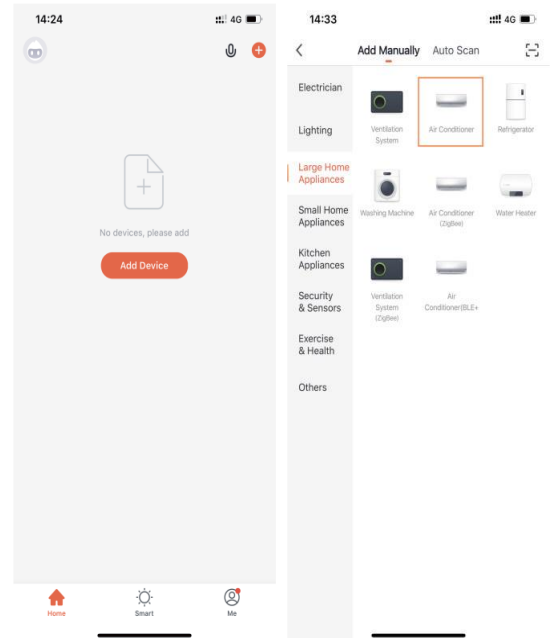 14:24
4G
No devices, please add
Add Device
Home
Smart
Me
14:33
4G
Add Manually
Auto Scan
Electrician
Lighting
Large Home
Appliances
Small Home
Appliances
Kitchen
Appliances
Security
& Sensors
Exercise
& Health
Others
Ventilation
System
Air Conditioner
Refrigerator
Washing Machine
Air Conditioner
(ZigBee)
Water Heater
Ventilation
System
(ZigBee)
Air
Conditioner(BLE+